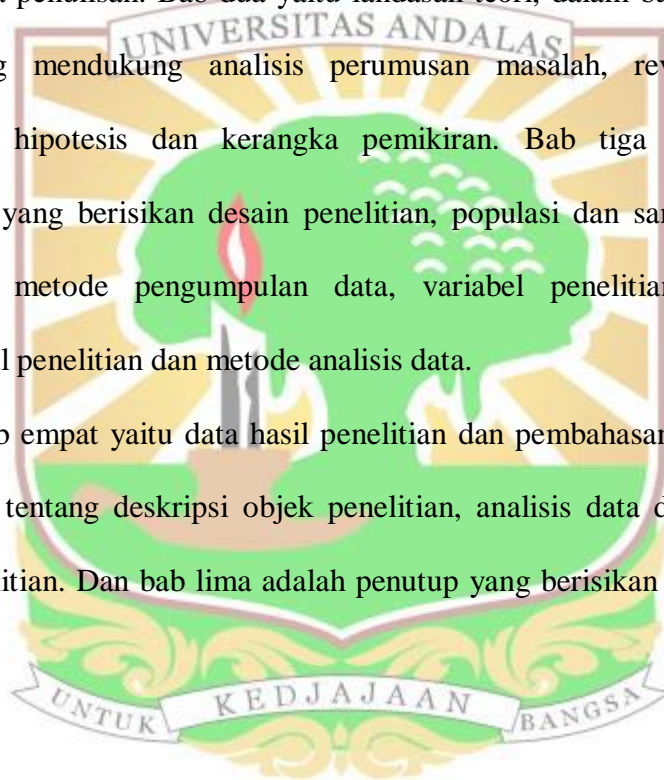 penulisan. Bab dua yaitu landasan teori, dalam ba
UNIVERSITAS ANDALAS
mendukung analisis perumusan masalah, rev
hipotesis dan kerangka pemikiran. Bab tiga
yang berisikan desain penelitian, populasi dan sa
metode pengumpulan data, variabel penelitian
l penelitian dan metode analisis data.
b empat yaitu data hasil penelitian dan pembahasan
tentang deskripsi objek penelitian, analisis data d
litian. Dan bab lima adalah penutup yang berisikan
UNTUK KEDJAJAAN BANGSA